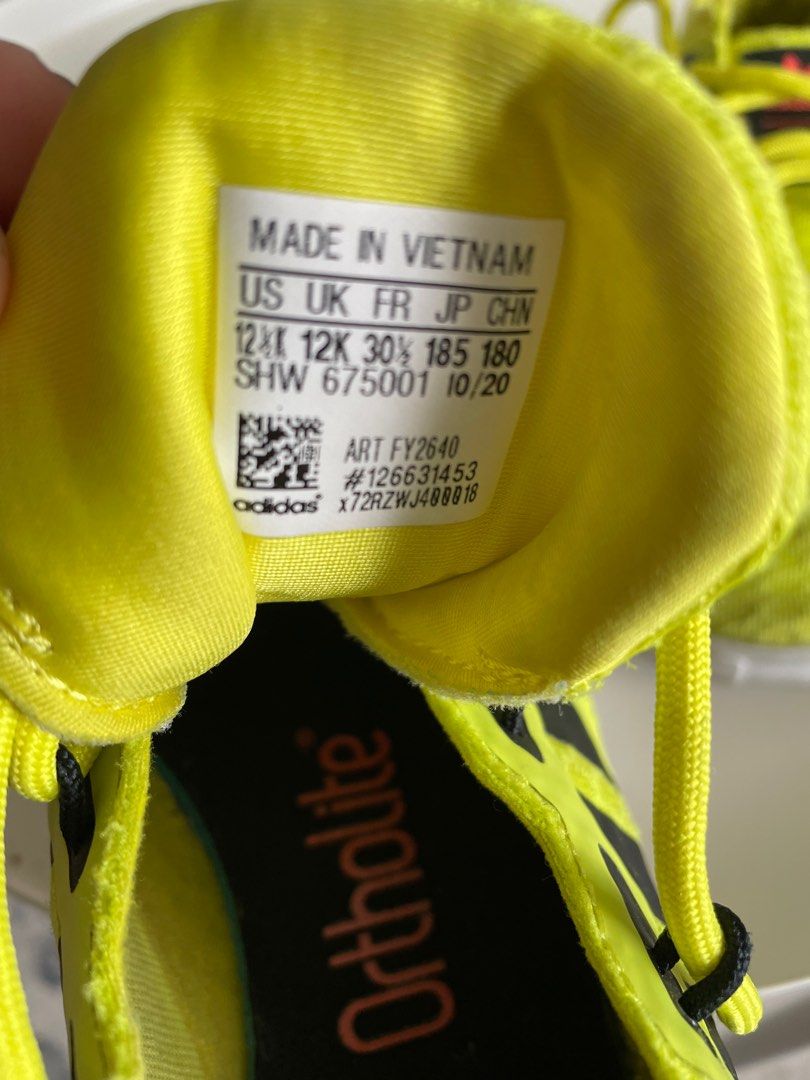 MADE IN VIETNAM
US UK FR JP CHN
12½K 12K 30½ 185 180
SHW 675001 10/20
ART FY2640
#126631453
adidas® x72RZWJ400018
Ortholite®